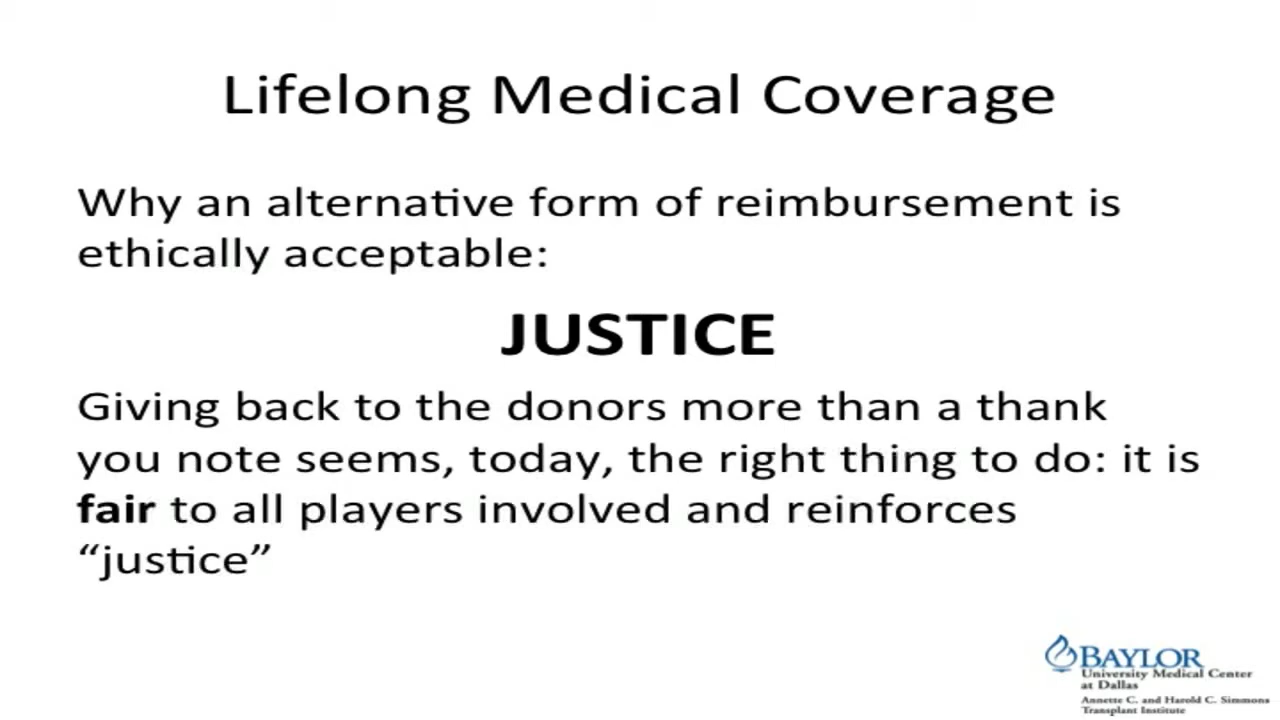 Lifelong Medical Coverage
Why an alternative form of reimbursement is
ethically acceptable:
JUSTICE
Giving back to the donors more than a thank
you note seems, today, the right thing to do: it is
fair to all players involved and reinforces
“justice”
BAYLOR
University Medical Center
at Dallas
Annette C. and Harold C. Simmons
Transplant Institute